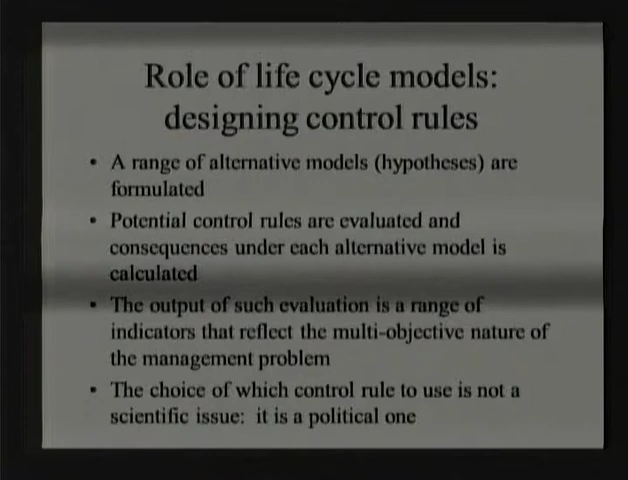 Role of life cycle models:
designing control rules
• A range of alternative models (hypotheses) are
formulated
• Potential control rules are evaluated and
consequences under each alternative model is
calculated
• The output of such evaluation is a range of
indicators that reflect the multi-objective nature of
the management problem
• The choice of which control rule to use is not a
scientific issue: it is a political one